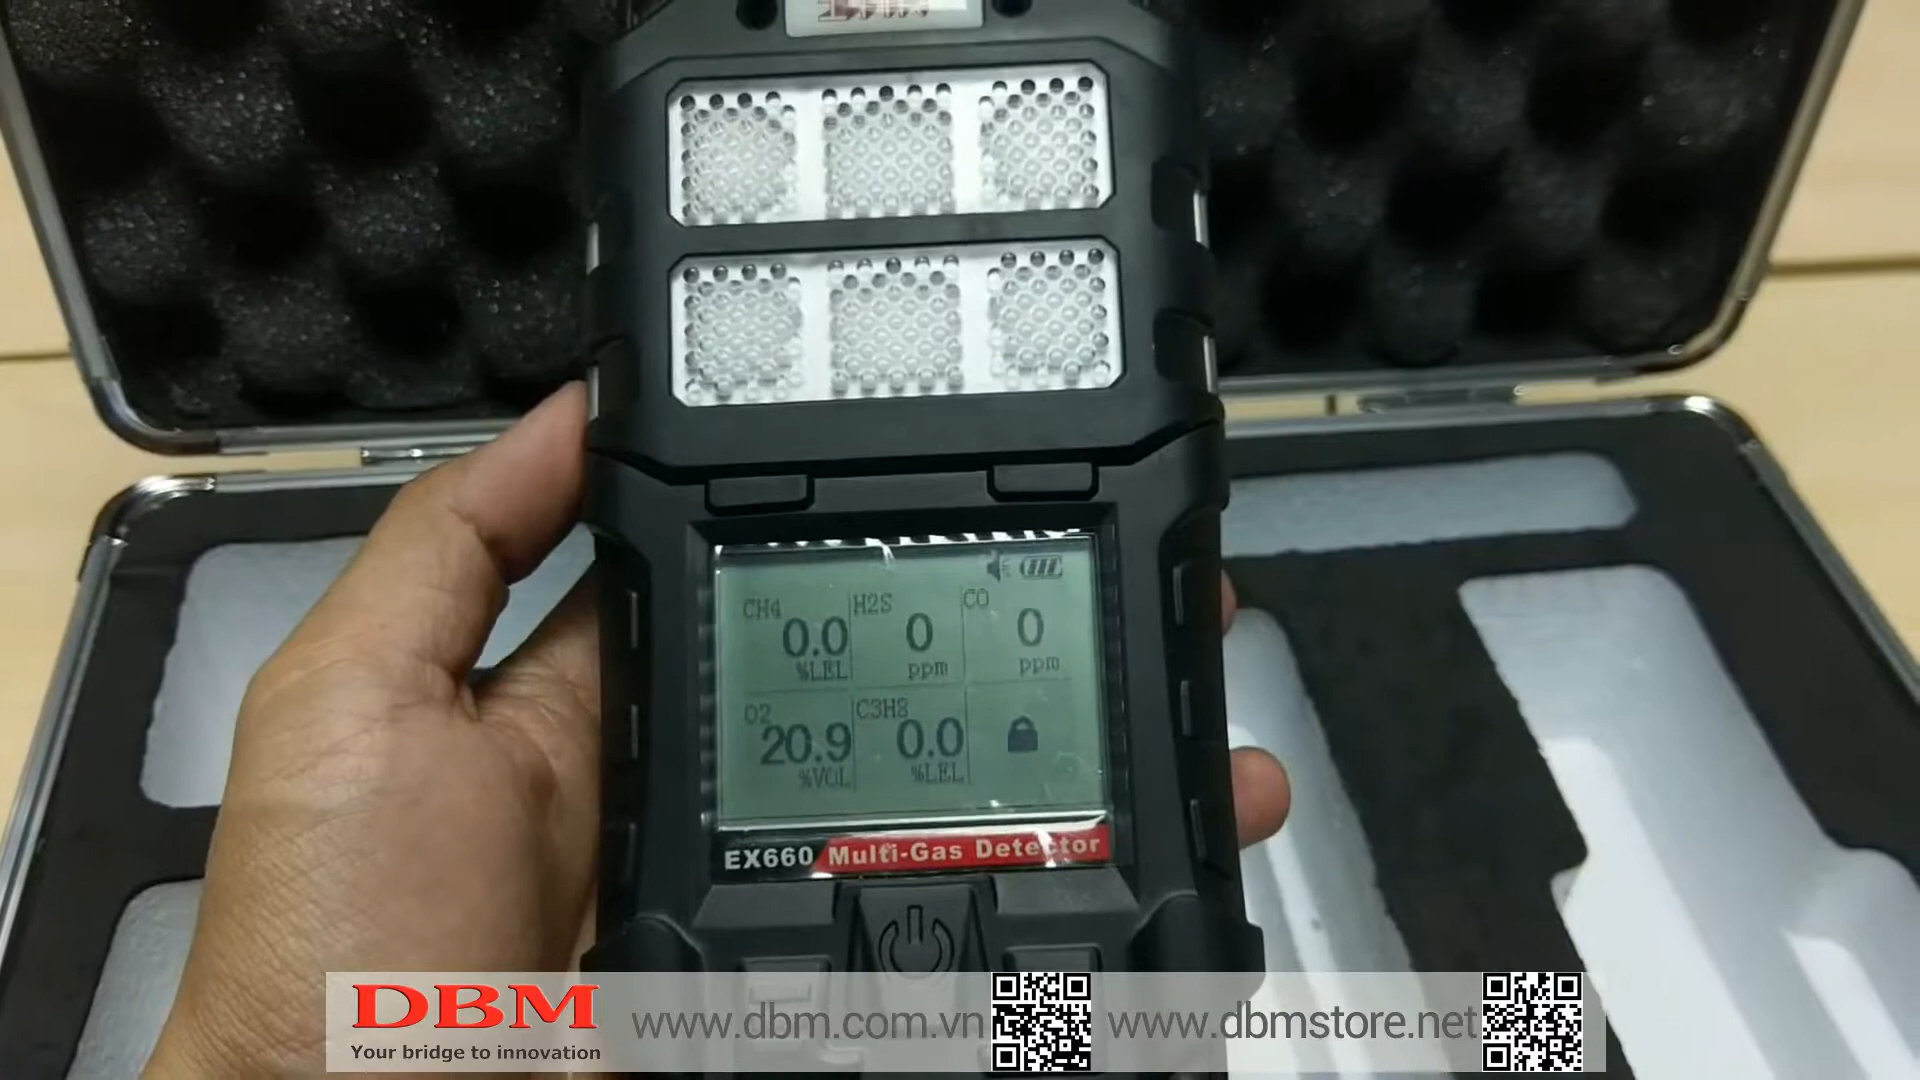 CH4 H2S CO
0.0 0 0
%LEL ppm ppm
O2 C3H8
20.9 0.0
%VOL %LEL
EX660 Multi-Gas Detector
DBM www.dbm.com.vn www.dbmstore.net
Your bridge to innovation